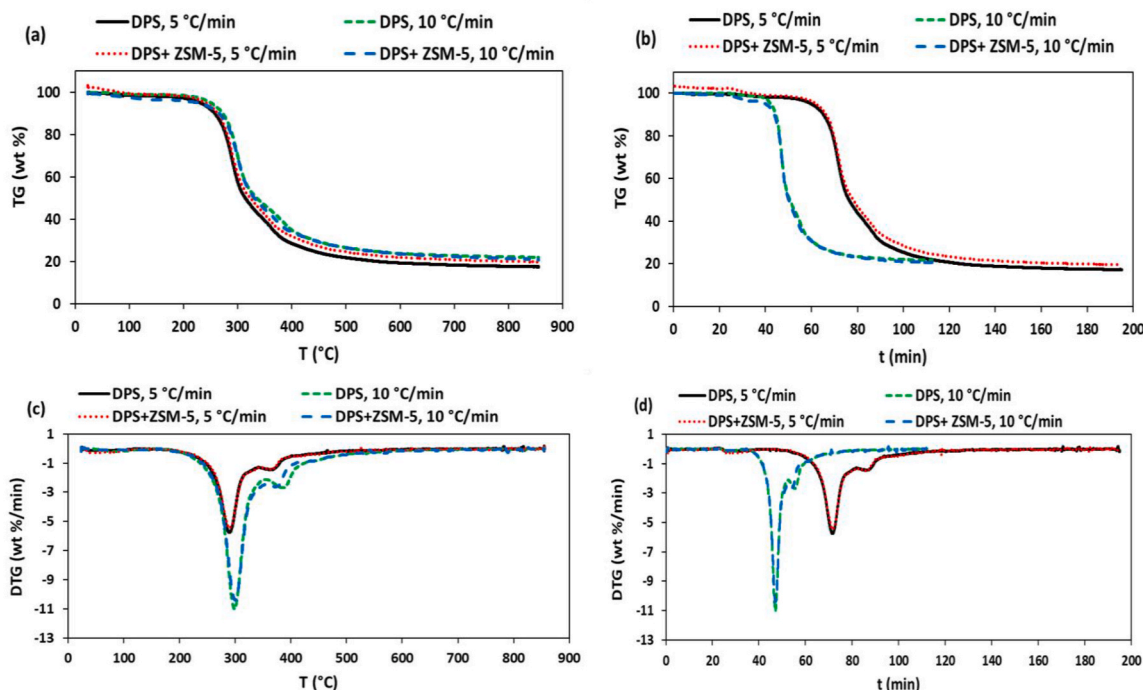 (a)
DPS, 5 °C/min
DPS, 10 °C/min
DPS+ ZSM-5, 5 °C/min
DPS+ ZSM-5, 10 °C/min
TG (wt %)
100
80
60
40
20
0
0 100 200 300 400 500 600 700 800 900
T (°C)
(b)
DPS, 5 °C/min
DPS, 10 °C/min
DPS+ ZSM-5, 5 °C/min
DPS+ ZSM-5, 10 °C/min
TG (wt %)
100
80
60
40
20
0
0 20 40 60 80 100 120 140 160 180 200
t (min)
(c)
DPS, 5 °C/min
DPS, 10 °C/min
DPS+ZSM-5, 5 °C/min
DPS+ZSM-5, 10 °C/min
DTG (wt %/min)
1
-1
-3
-5
-7
-9
-11
-13
0 100 200 300 400 500 600 700 800 900
T (°C)
(d)
DPS, 5 °C/min
DPS, 10 °C/min
DPS+ZSM-5, 5 °C/min
DPS+ ZSM-5, 10 °C/min
DTG (wt %/min)
1
-1
-3
-5
-7
-9
-11
-13
0 20 40 60 80 100 120 140 160 180 200
t (min)